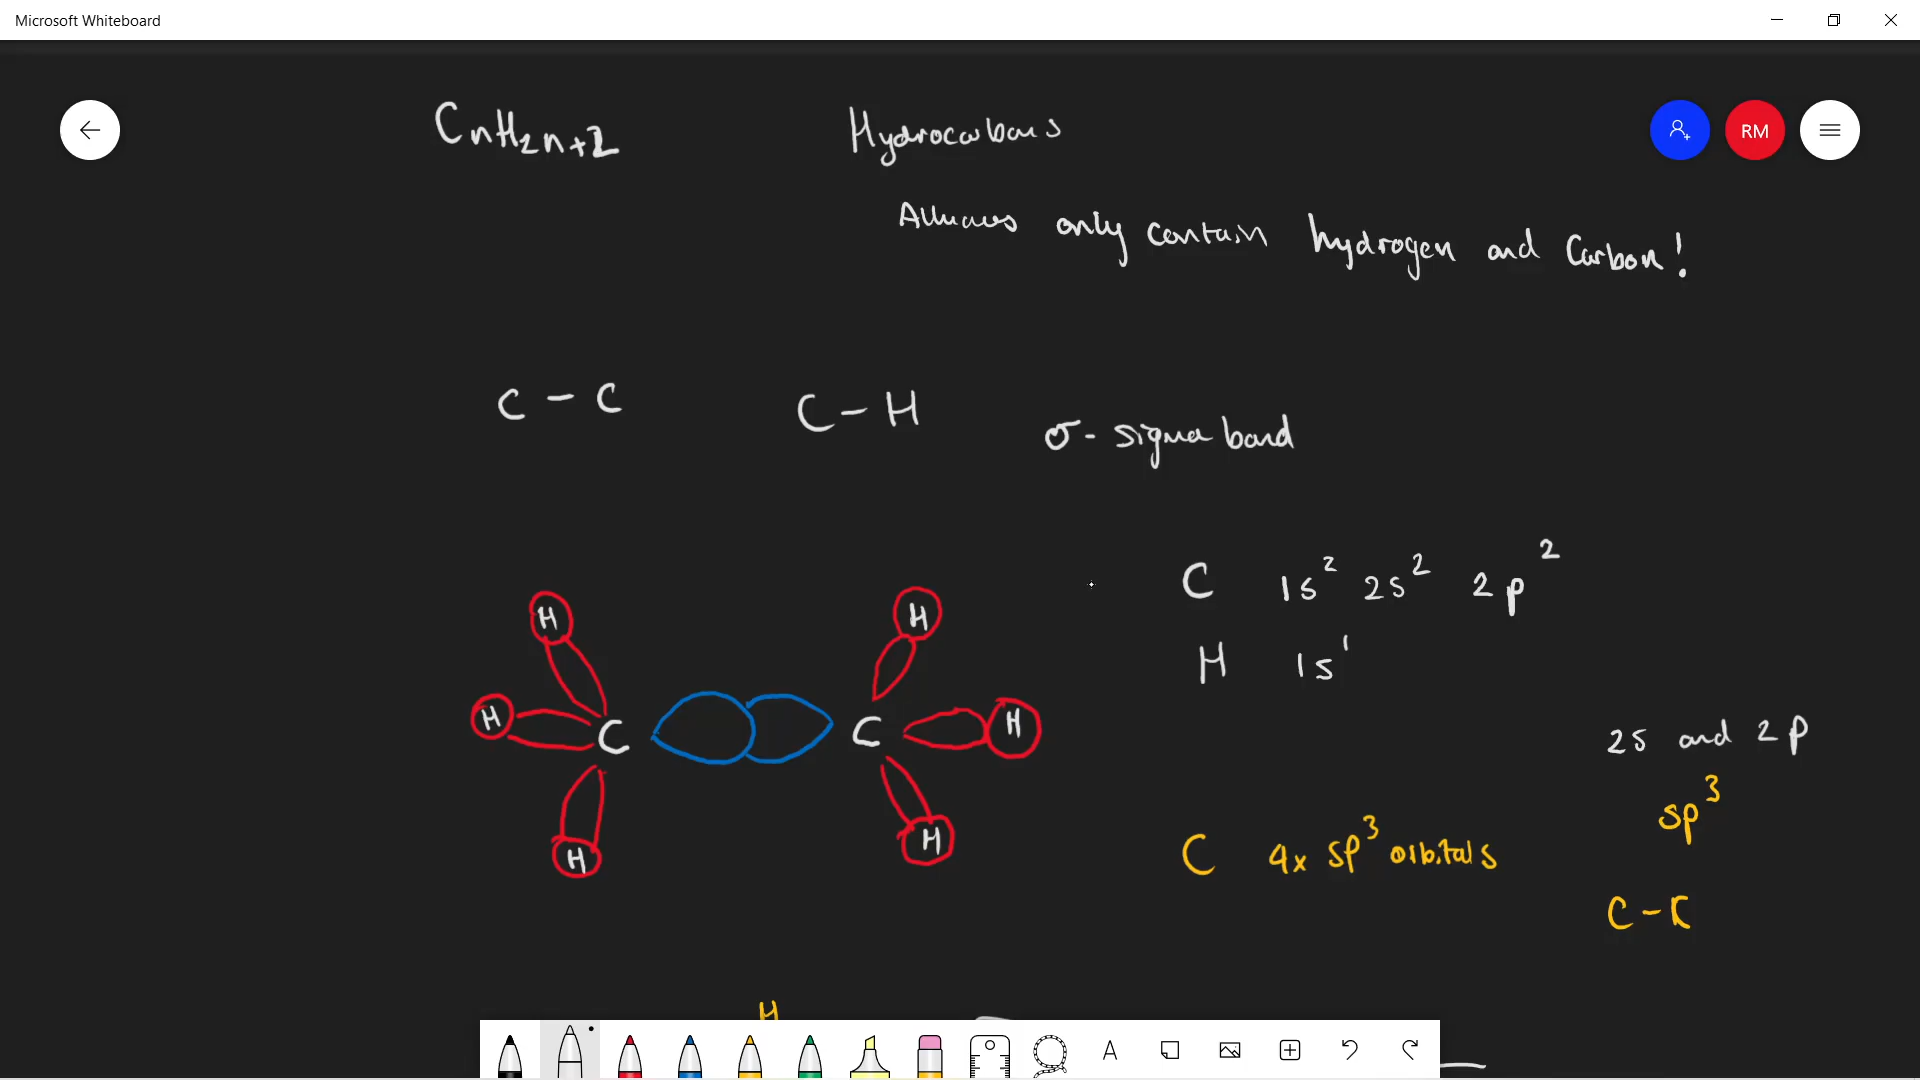 Microsoft Whiteboard
CnH2n+2
Hydrocarbons
RM
Alkanes only contain hydrogen and Carbon!
C - C
C - H
σ - sigma bond
C 1s² 2s² 2p²
H 1s¹
H
H
H
H
C
C
H
H
2s and 2p
sp³
C 4x sp³ orbitals
C - C
H
A